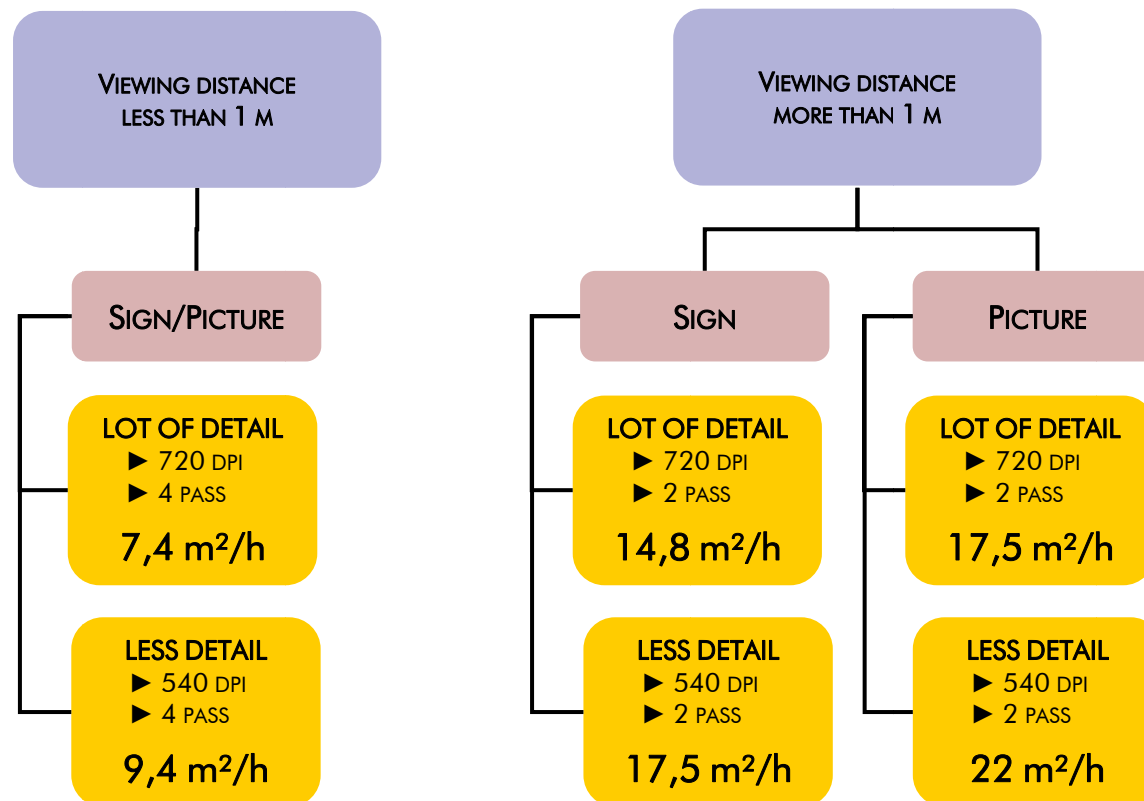 VIEWING DISTANCE
LESS THAN 1 M
SIGN/PICTURE
LOT OF DETAIL
► 720 DPI
► 4 PASS
7,4 m²/h
LESS DETAIL
► 540 DPI
► 4 PASS
9,4 m²/h
VIEWING DISTANCE
MORE THAN 1 M
SIGN
LOT OF DETAIL
► 720 DPI
► 2 PASS
14,8 m²/h
LESS DETAIL
► 540 DPI
► 2 PASS
17,5 m²/h
PICTURE
LOT OF DETAIL
► 720 DPI
► 2 PASS
17,5 m²/h
LESS DETAIL
► 540 DPI
► 2 PASS
22 m²/h